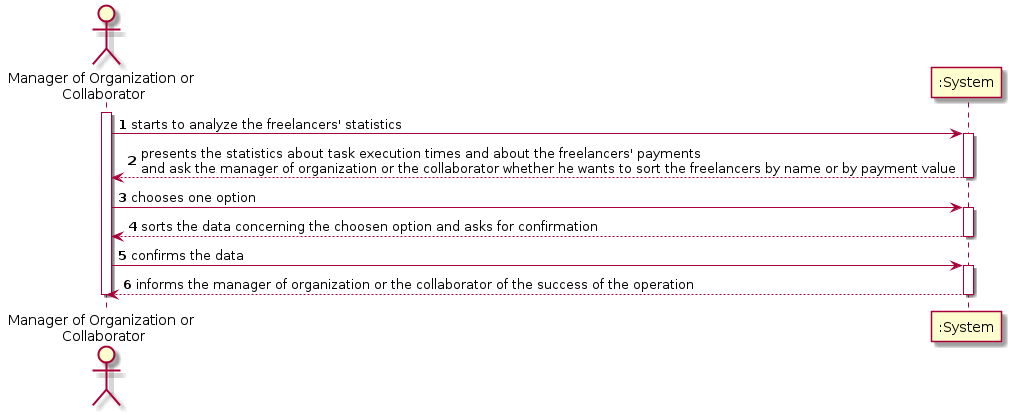 Manager of Organization or
Collaborator
:System
1 starts to analyze the freelancers' statistics
2 presents the statistics about task execution times and about the freelancers' payments
and ask the manager of organization or the collaborator whether he wants to sort the freelancers by name or by payment value
3 chooses one option
4 sorts the data concerning the choosen option and asks for confirmation
5 confirms the data
6 informs the manager of organization or the collaborator of the success of the operation
Manager of Organization or
Collaborator
:System